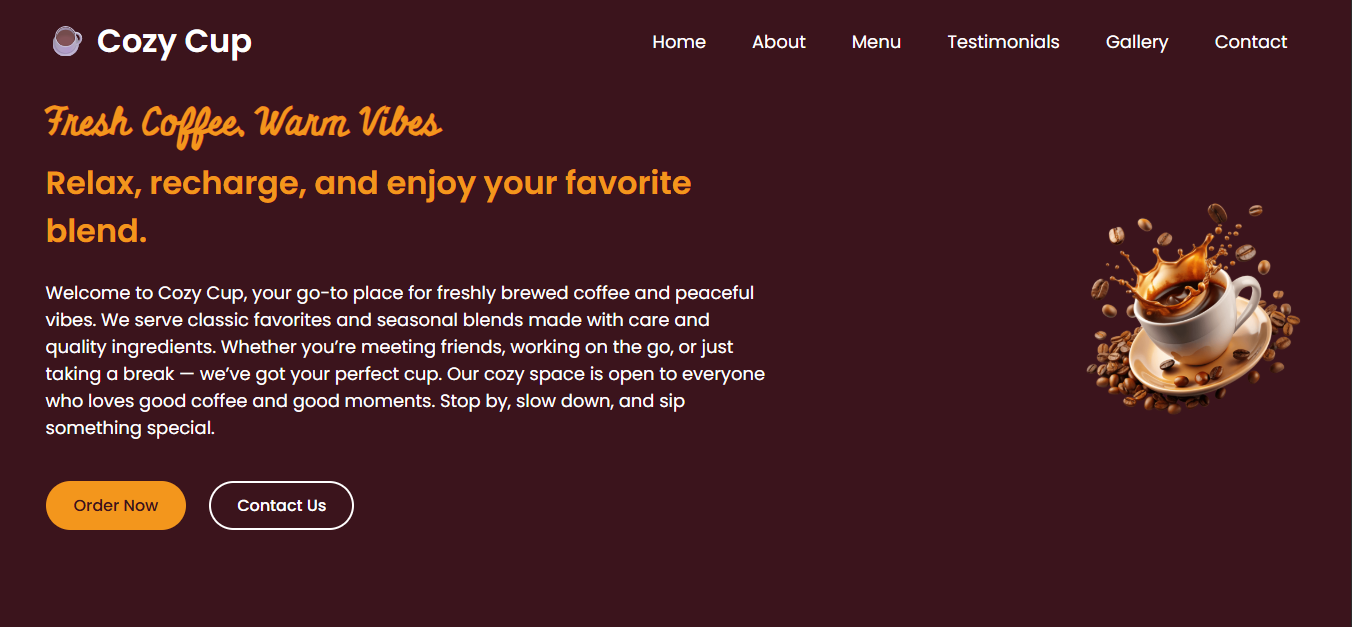 Cozy Cup
Home About Menu Testimonials Gallery Contact
Fresh Coffee, Warm Vibes
Relax, recharge, and enjoy your favorite
blend.
Welcome to Cozy Cup, your go-to place for freshly brewed coffee and peaceful
vibes. We serve classic favorites and seasonal blends made with care and
quality ingredients. Whether you’re meeting friends, working on the go, or just
taking a break — we’ve got your perfect cup. Our cozy space is open to everyone
who loves good coffee and good moments. Stop by, slow down, and sip
something special.
Order Now Contact Us